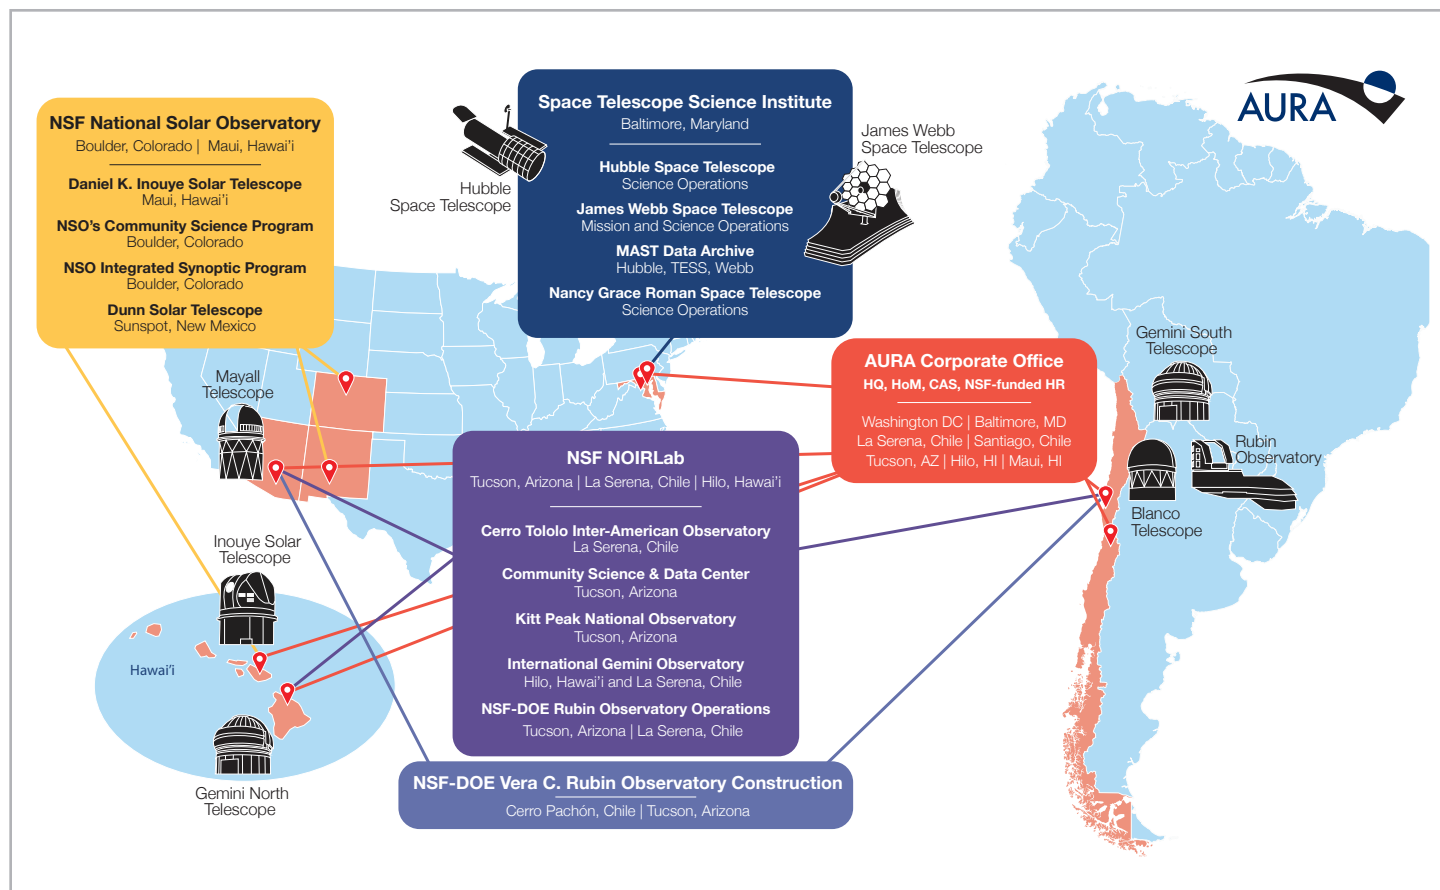 NSF National Solar Observatory
Boulder, Colorado | Maui, Hawai'i
Daniel K. Inouye Solar Telescope
Maui, Hawai'i
NSO's Community Science Program
Boulder, Colorado
NSO Integrated Synoptic Program
Boulder, Colorado
Dunn Solar Telescope
Sunspot, New Mexico
Hubble
Space Telescope
Space Telescope Science Institute
Baltimore, Maryland
Hubble Space Telescope
Science Operations
James Webb Space Telescope
Mission and Science Operations
MAST Data Archive
Hubble, TESS, Webb
Nancy Grace Roman Space Telescope
Science Operations
James Webb
Space Telescope
AURA
Mayall
Telescope
AURA Corporate Office
HQ, HoM, CAS, NSF-funded HR
Washington DC | Baltimore, MD
La Serena, Chile | Santiago, Chile
Tucson, AZ | Hilo, HI | Maui, HI
Gemini South
Telescope
Rubin
Observatory
Blanco
Telescope
NSF NOIRLab
Tucson, Arizona | La Serena, Chile | Hilo, Hawai'i
Cerro Tololo Inter-American Observatory
La Serena, Chile
Community Science & Data Center
Tucson, Arizona
Kitt Peak National Observatory
Tucson, Arizona
International Gemini Observatory
Hilo, Hawai'i and La Serena, Chile
NSF-DOE Rubin Observatory Operations
Tucson, Arizona | La Serena, Chile
Inouye Solar
Telescope
Hawai'i
Gemini North
Telescope
NSF-DOE Vera C. Rubin Observatory Construction
Cerro Pachón, Chile | Tucson, Arizona